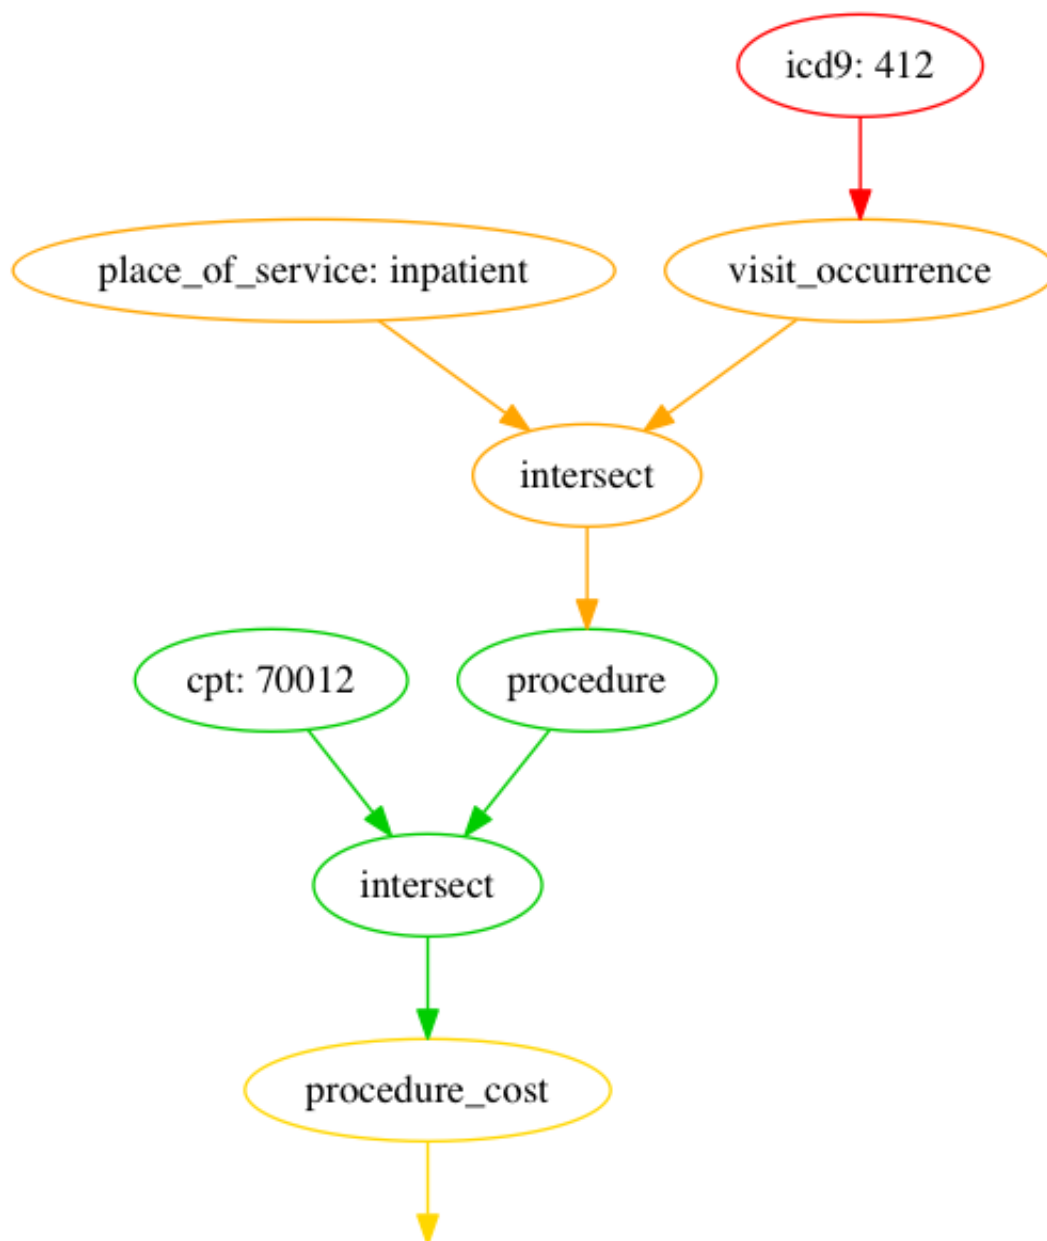 icd9: 412
place_of_service: inpatient
visit_occurrence
intersect
cpt: 70012
procedure
intersect
procedure_cost